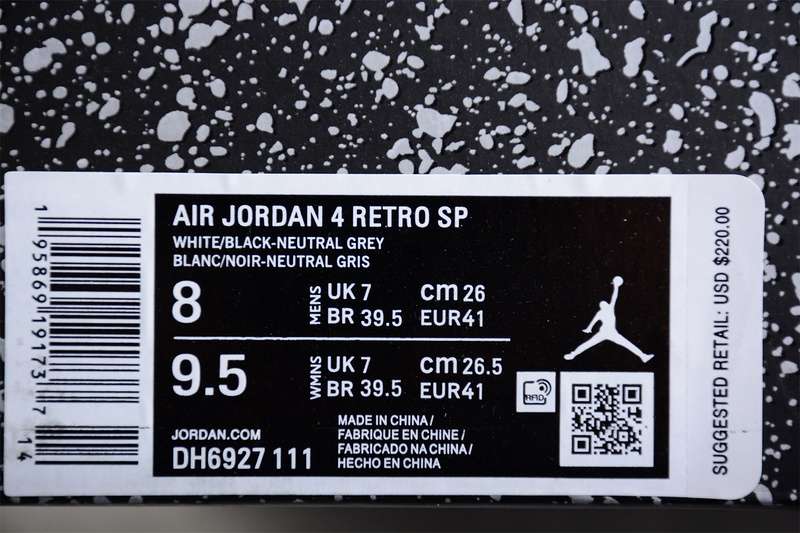 AIR JORDAN 4 RETRO SP
WHITE/BLACK-NEUTRAL GREY
BLANC/NOIR-NEUTRAL GRIS
8
MENS
UK 7
cm 26
BR 39.5
EUR41
9.5
WMNS
UK 7
cm 26.5
BR 39.5
EUR41
RFID
JORDAN.COM
DH6927 111
MADE IN CHINA/
FABRIQUE EN CHINE/
FABRICADO NA CHINA/
HECHO EN CHINA
1 95869 19173 7 14
SUGGESTED RETAIL: USD $220.00